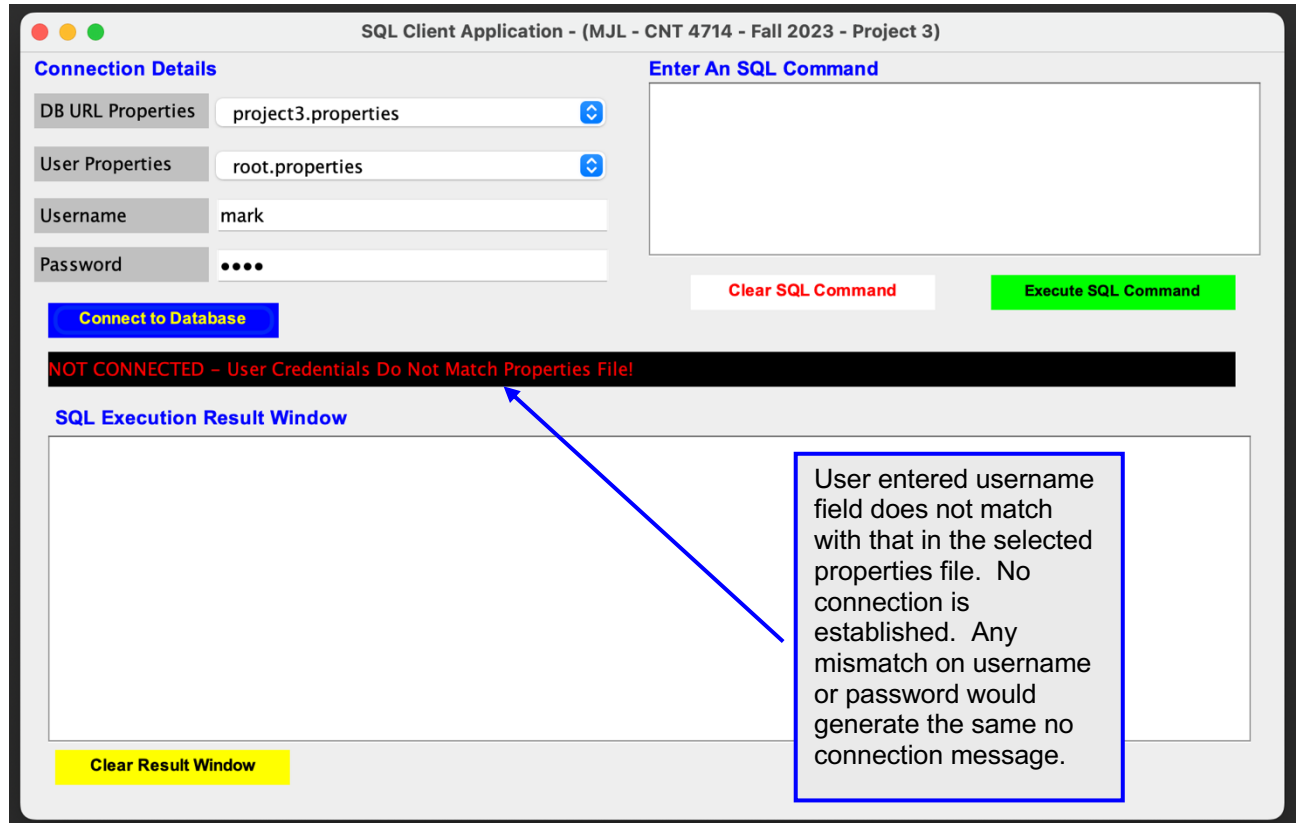 SQL Client Application - (MJL - CNT 4714 - Fall 2023 - Project 3)
Connection Details
DB URL Properties
project3.properties
User Properties
root.properties
Username
mark
Password
••••
Connect to Database
Enter An SQL Command
Clear SQL Command
Execute SQL Command
NOT CONNECTED – User Credentials Do Not Match Properties File!
SQL Execution Result Window
User entered username
field does not match
with that in the selected
properties file.  No
connection is
established.  Any
mismatch on username
or password would
generate the same no
connection message.
Clear Result Window